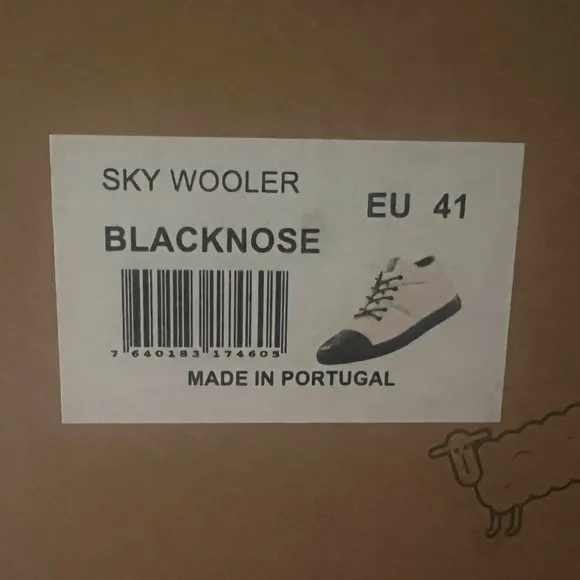 SKY WOOLER
EU 41
BLACKNOSE
7 640183 174605
MADE IN PORTUGAL